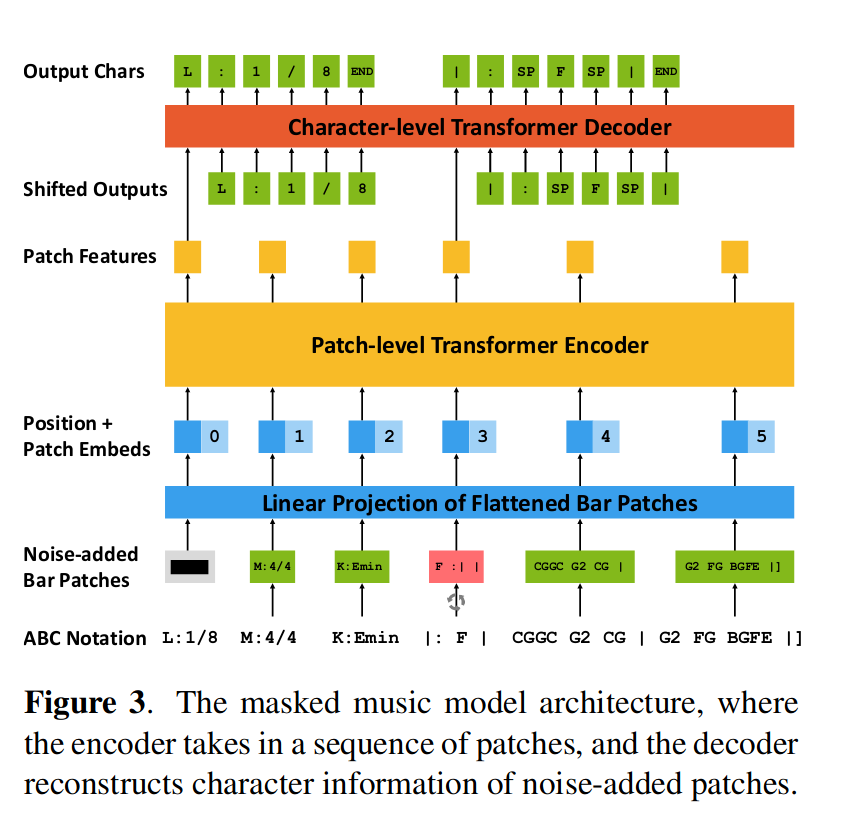 Output Chars L : 1 / 8 END | : SP F SP | END
Character-level Transformer Decoder
Shifted Outputs L : 1 / 8 | : SP F SP |
Patch Features
Patch-level Transformer Encoder
Position +
Patch Embeds
0 1 2 3 4 5
Linear Projection of Flattened Bar Patches
Noise-added
Bar Patches
M:4/4 K:Emin F :| | CGGC G2 CG | G2 FG BGFE |]
ABC Notation L:1/8 M:4/4 K:Emin |: F | CGGC G2 CG | G2 FG BGFE |]
Figure 3. The masked music model architecture, where
the encoder takes in a sequence of patches, and the decoder
reconstructs character information of noise-added patches.